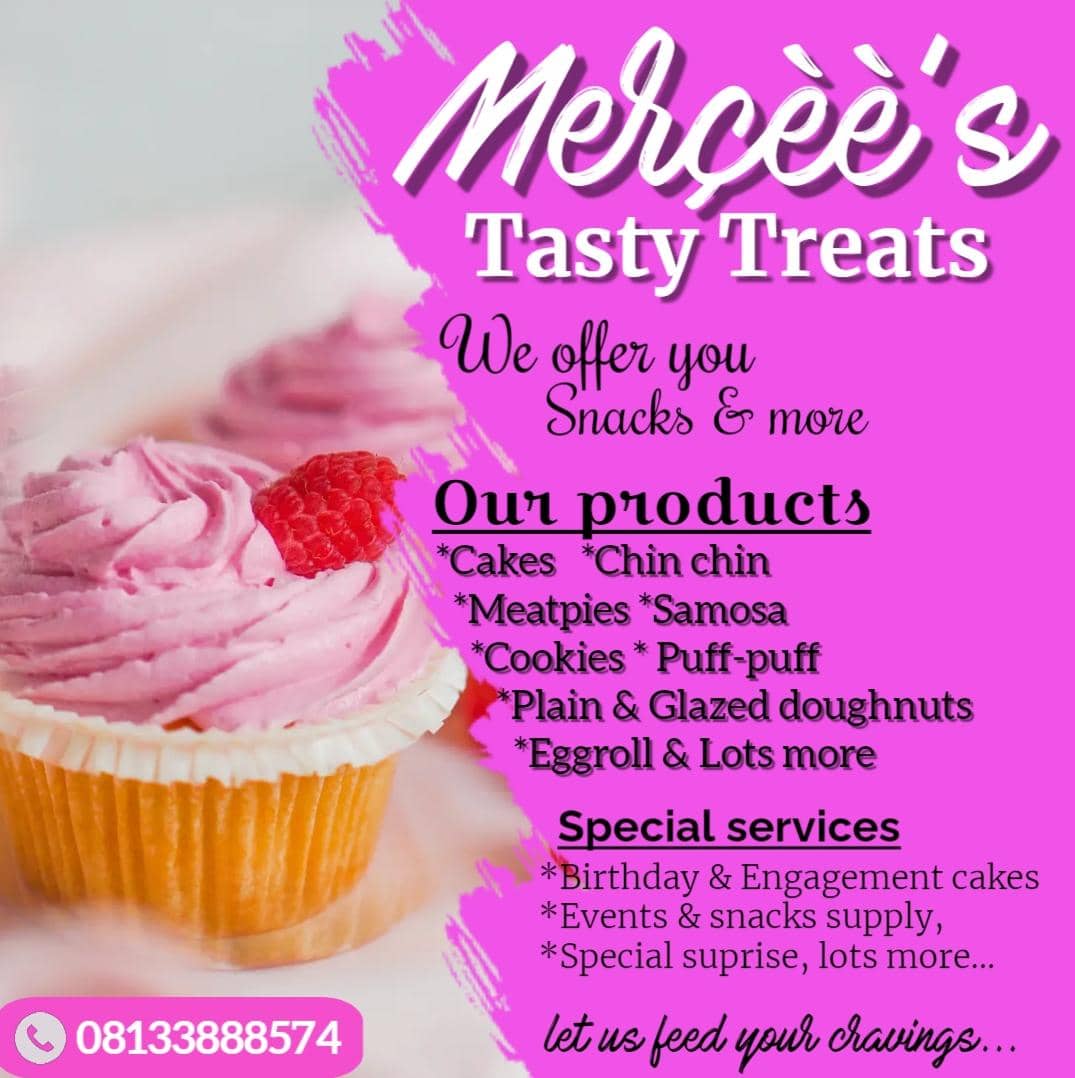 Merçèè's
Tasty Treats
We offer you
Snacks & more
Our products
*Cakes *Chin chin
*Meatpies *Samosa
*Cookies * Puff-puff
*Plain & Glazed doughnuts
*Eggroll & Lots more
Special services
*Birthday & Engagement cakes
*Events & snacks supply,
*Special suprise, lots more...
08133888574
let us feed your cravings...